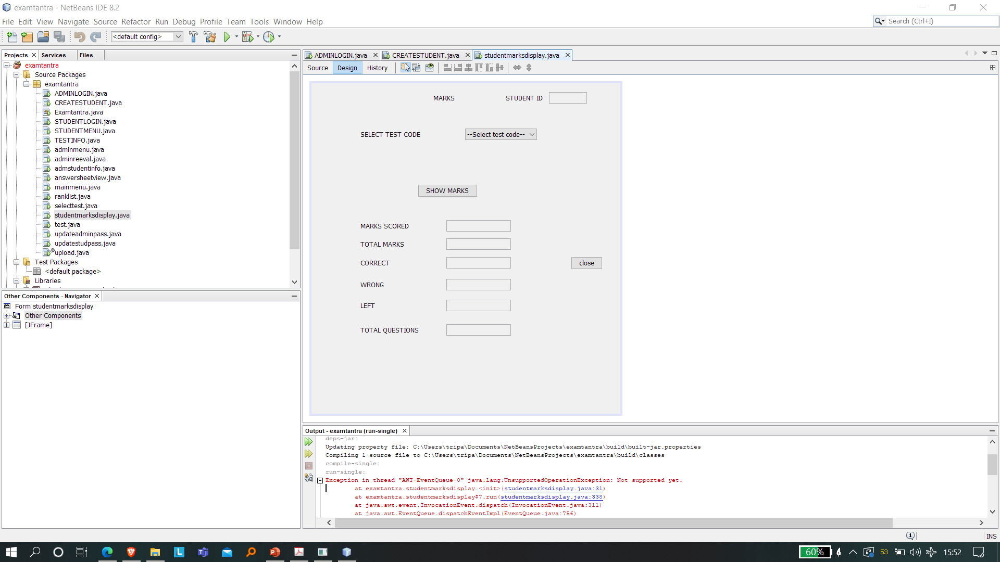 examtantra - NetBeans IDE 8.2
File Edit View Navigate Source Refactor Run Debug Profile Team Tools Window Help
Search (Ctrl+I)
<default config>
Projects Services Files
examtantra
Source Packages
examtantra
ADMINLOGIN.java
CREATESTUDENT.java
Examtantra.java
STUDENTLOGIN.java
STUDENTMENU.java
TESTINFO.java
adminmenu.java
adminreeval.java
admstudentinfo.java
answersheetview.java
mainmenu.java
ranklist.java
selecttest.java
studentmarksdisplay.java
test.java
updateadminpass.java
updatestudpass.java
upload.java
Test Packages
<default package>
Libraries
Other Components - Navigator
Form studentmarksdisplay
Other Components
[JFrame]
ADMINLOGIN.java CREATESTUDENT.java studentmarksdisplay.java
Source Design History
MARKS STUDENT ID
SELECT TEST CODE --Select test code--
SHOW MARKS
MARKS SCORED
TOTAL MARKS
CORRECT close
WRONG
LEFT
TOTAL QUESTIONS
Output - examtantra (run-single)
deps-jar:
Updating property file: C:\Users\tripa\Documents\NetBeansProjects\examtantra\build\built-jar.properties
Compiling 1 source file to C:\Users\tripa\Documents\NetBeansProjects\examtantra\build\classes
compile-single:
run-single:
Exception in thread "AWT-EventQueue-0" java.lang.UnsupportedOperationException: Not supported yet.
at examtantra.studentmarksdisplay.<init>(studentmarksdisplay.java:31)
at examtantra.studentmarksdisplay$7.run(studentmarksdisplay.java:338)
at java.awt.event.InvocationEvent.dispatch(InvocationEvent.java:311)
at java.awt.EventQueue.dispatchEventImpl(EventQueue.java:756)
1 INS
60% 53 15:52